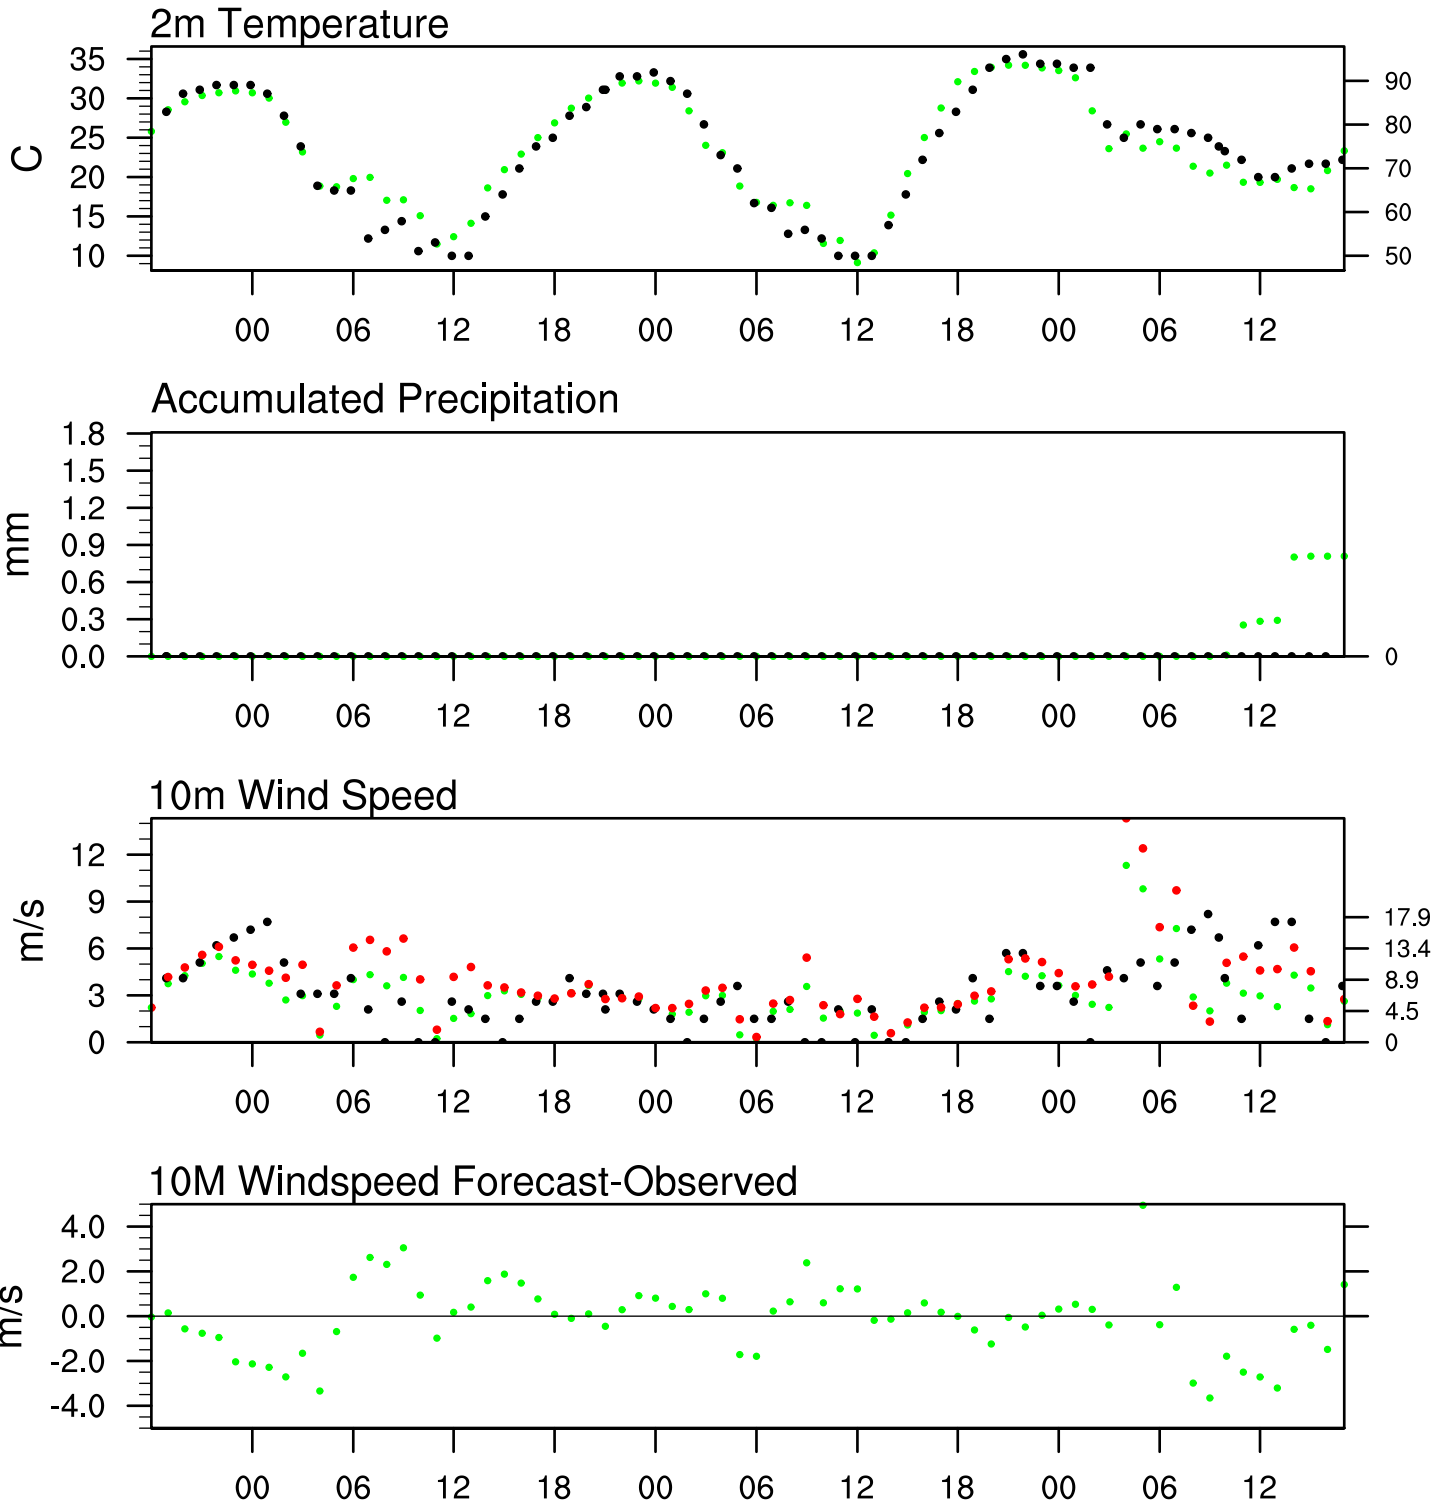 2m Temperature
35
30
25
20
15
10
C
90
80
70
60
50
00 06 12 18 00 06 12 18 00 06 12
Accumulated Precipitation
1.8
1.5
1.2
0.9
0.6
0.3
0.0
mm
0
00 06 12 18 00 06 12 18 00 06 12
10m Wind Speed
12
9
6
3
0
m/s
17.9
13.4
8.9
4.5
0
00 06 12 18 00 06 12 18 00 06 12
10M Windspeed Forecast-Observed
4.0
2.0
0.0
-2.0
-4.0
m/s
00 06 12 18 00 06 12 18 00 06 12